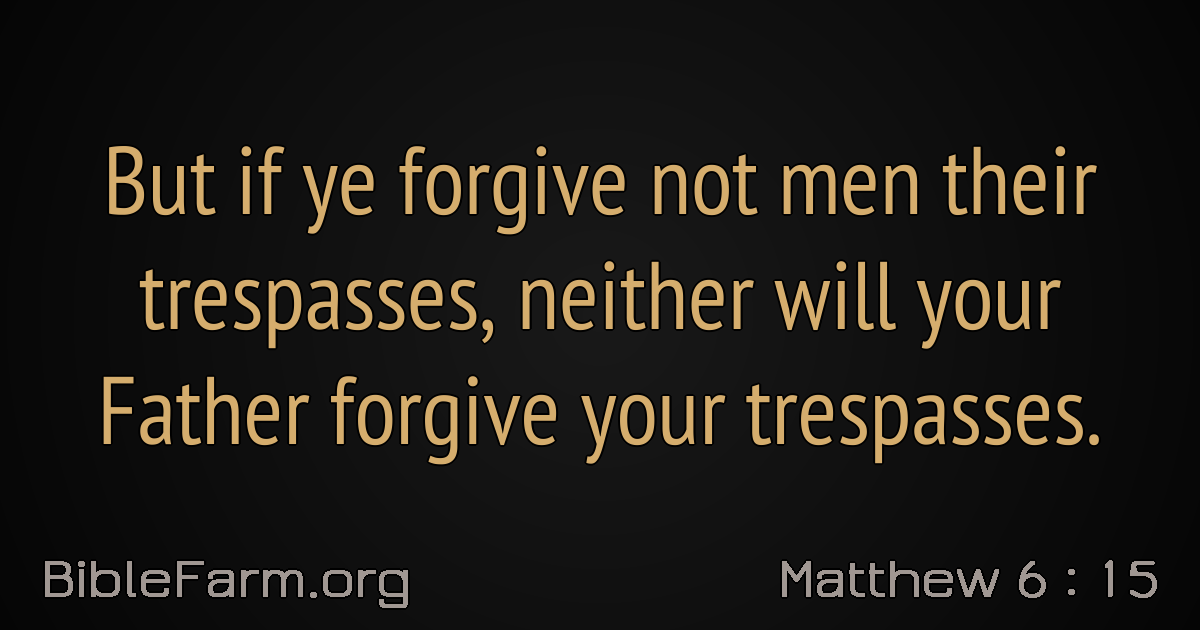 But if ye forgive not men their
trespasses, neither will your
Father forgive your trespasses.
BibleFarm.org
Matthew 6 : 15